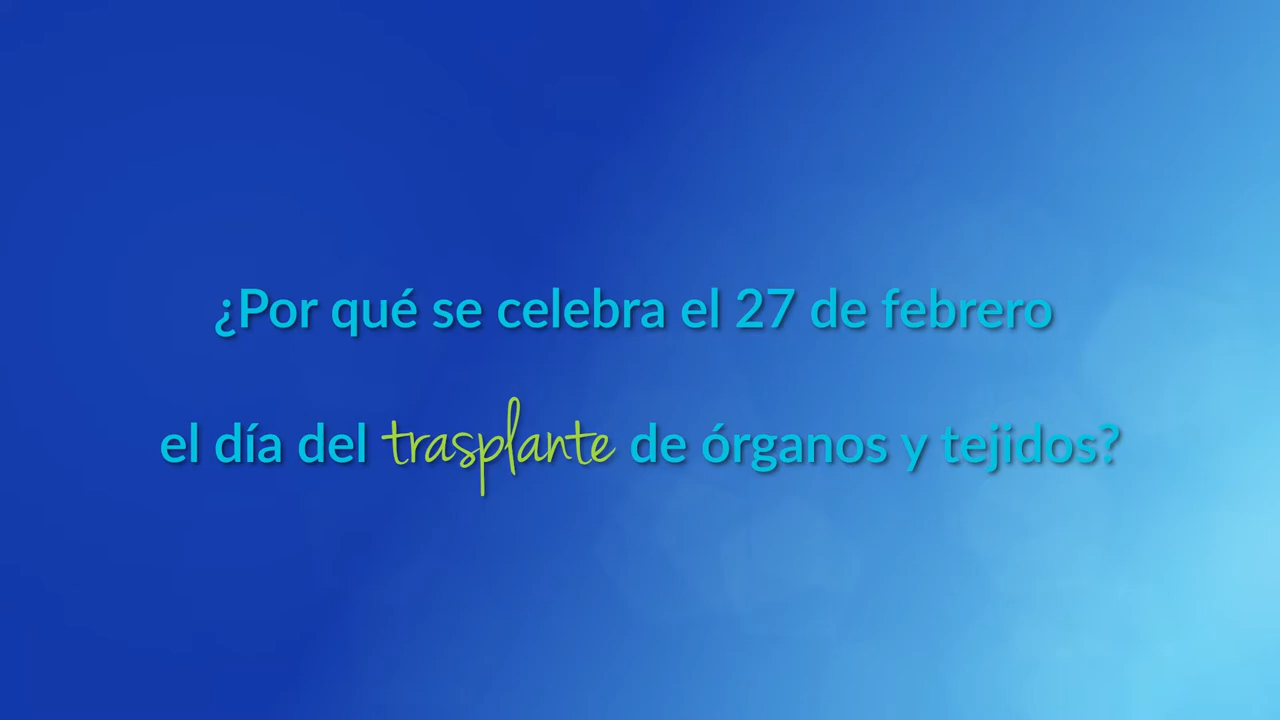 ¿Por qué se celebra el 27 de febrero
el día del trasplante de órganos y tejidos?